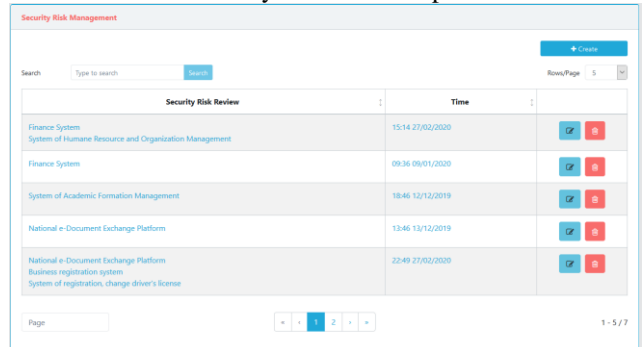 Security Risk Management
+ Create
Search Type to search Search Rows/Page 5
Security Risk Review Time
Finance System 15:14 27/02/2020
System of Humane Resource and Organization Management
Finance System 09:36 09/01/2020
System of Academic Formation Management 18:46 12/12/2019
National e-Document Exchange Platform 13:46 13/12/2019
National e-Document Exchange Platform 22:49 27/02/2020
Business registration system
System of registration, change driver's license
Page « ‹ 1 2 › » 1 - 5 / 7